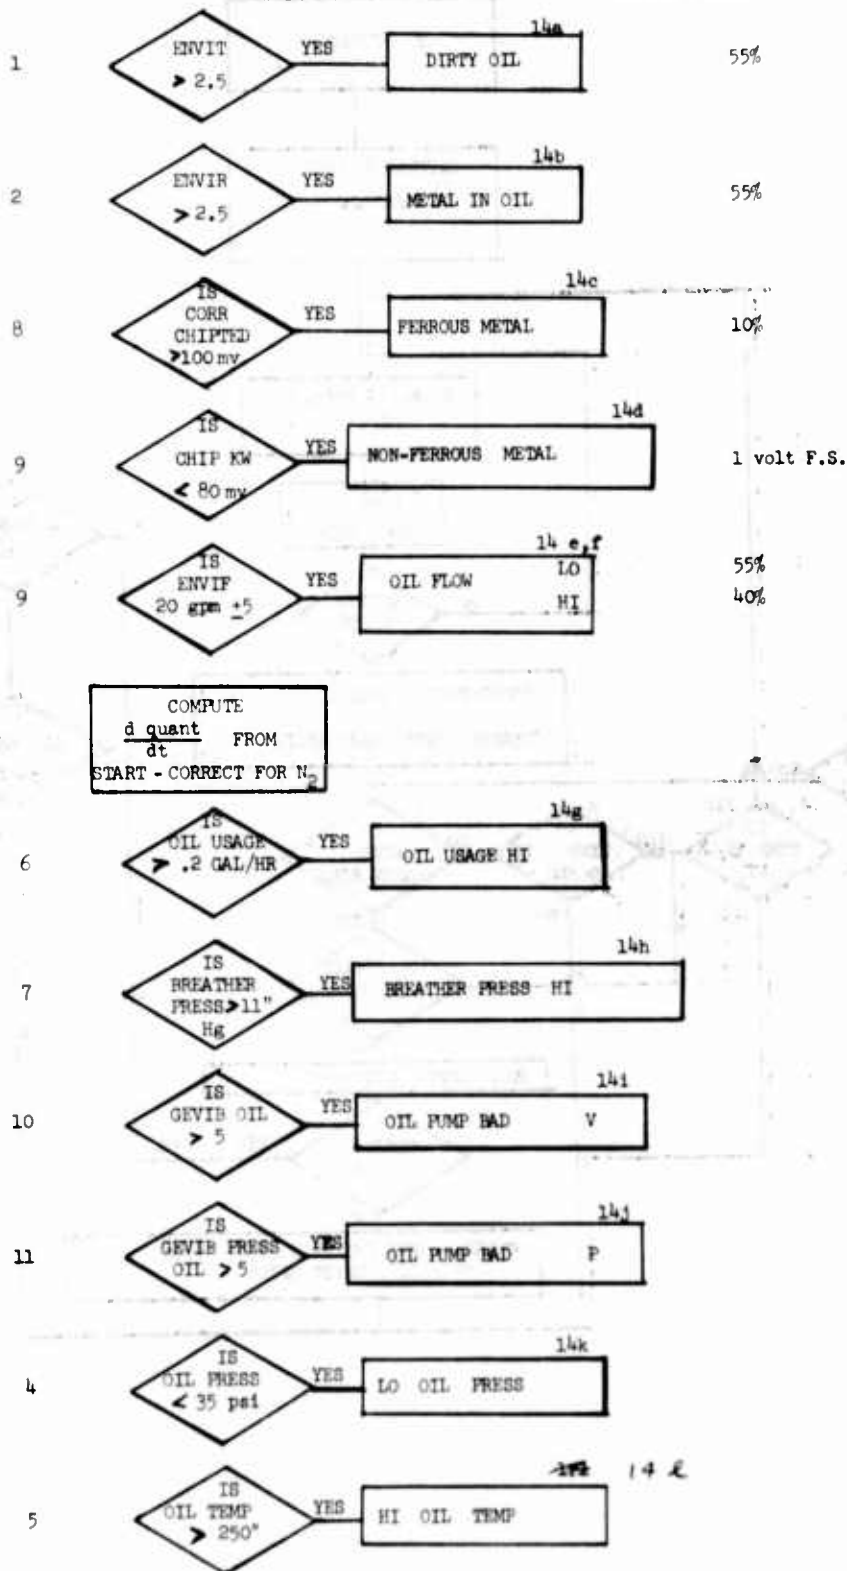 14a
1 ENVIT YES DIRTY OIL 55%
> 2.5
14b
2 ENVIR YES METAL IN OIL 55%
> 2.5
14c
IS
8 CORR YES FERROUS METAL 10%
CHIPTED
>100 mv
14d
IS
9 CHIP KW YES NON-FERROUS METAL 1 volt F.S.
< 80 mv
14 e,f
IS LO 55%
9 ENVIF YES OIL FLOW
20 gpm ±5 HI 40%
COMPUTE
d quant
dt FROM
START - CORRECT FOR N2
14g
IS
OIL USAGE YES
6 > .2 GAL/HR OIL USAGE HI
14h
IS
7 BREATHER YES BREATHER PRESS HI
PRESS>11"
Hg
14i
IS
10 GEVIB OIL YES OIL PUMP BAD V
> 5
14j
IS
11 GEVIB PRESS YES OIL PUMP BAD P
OIL > 5
14k
IS
4 OIL PRESS YES LO OIL PRESS
< 35 psi
14 l
IS
5 OIL TEMP YES HI OIL TEMP
> 250°